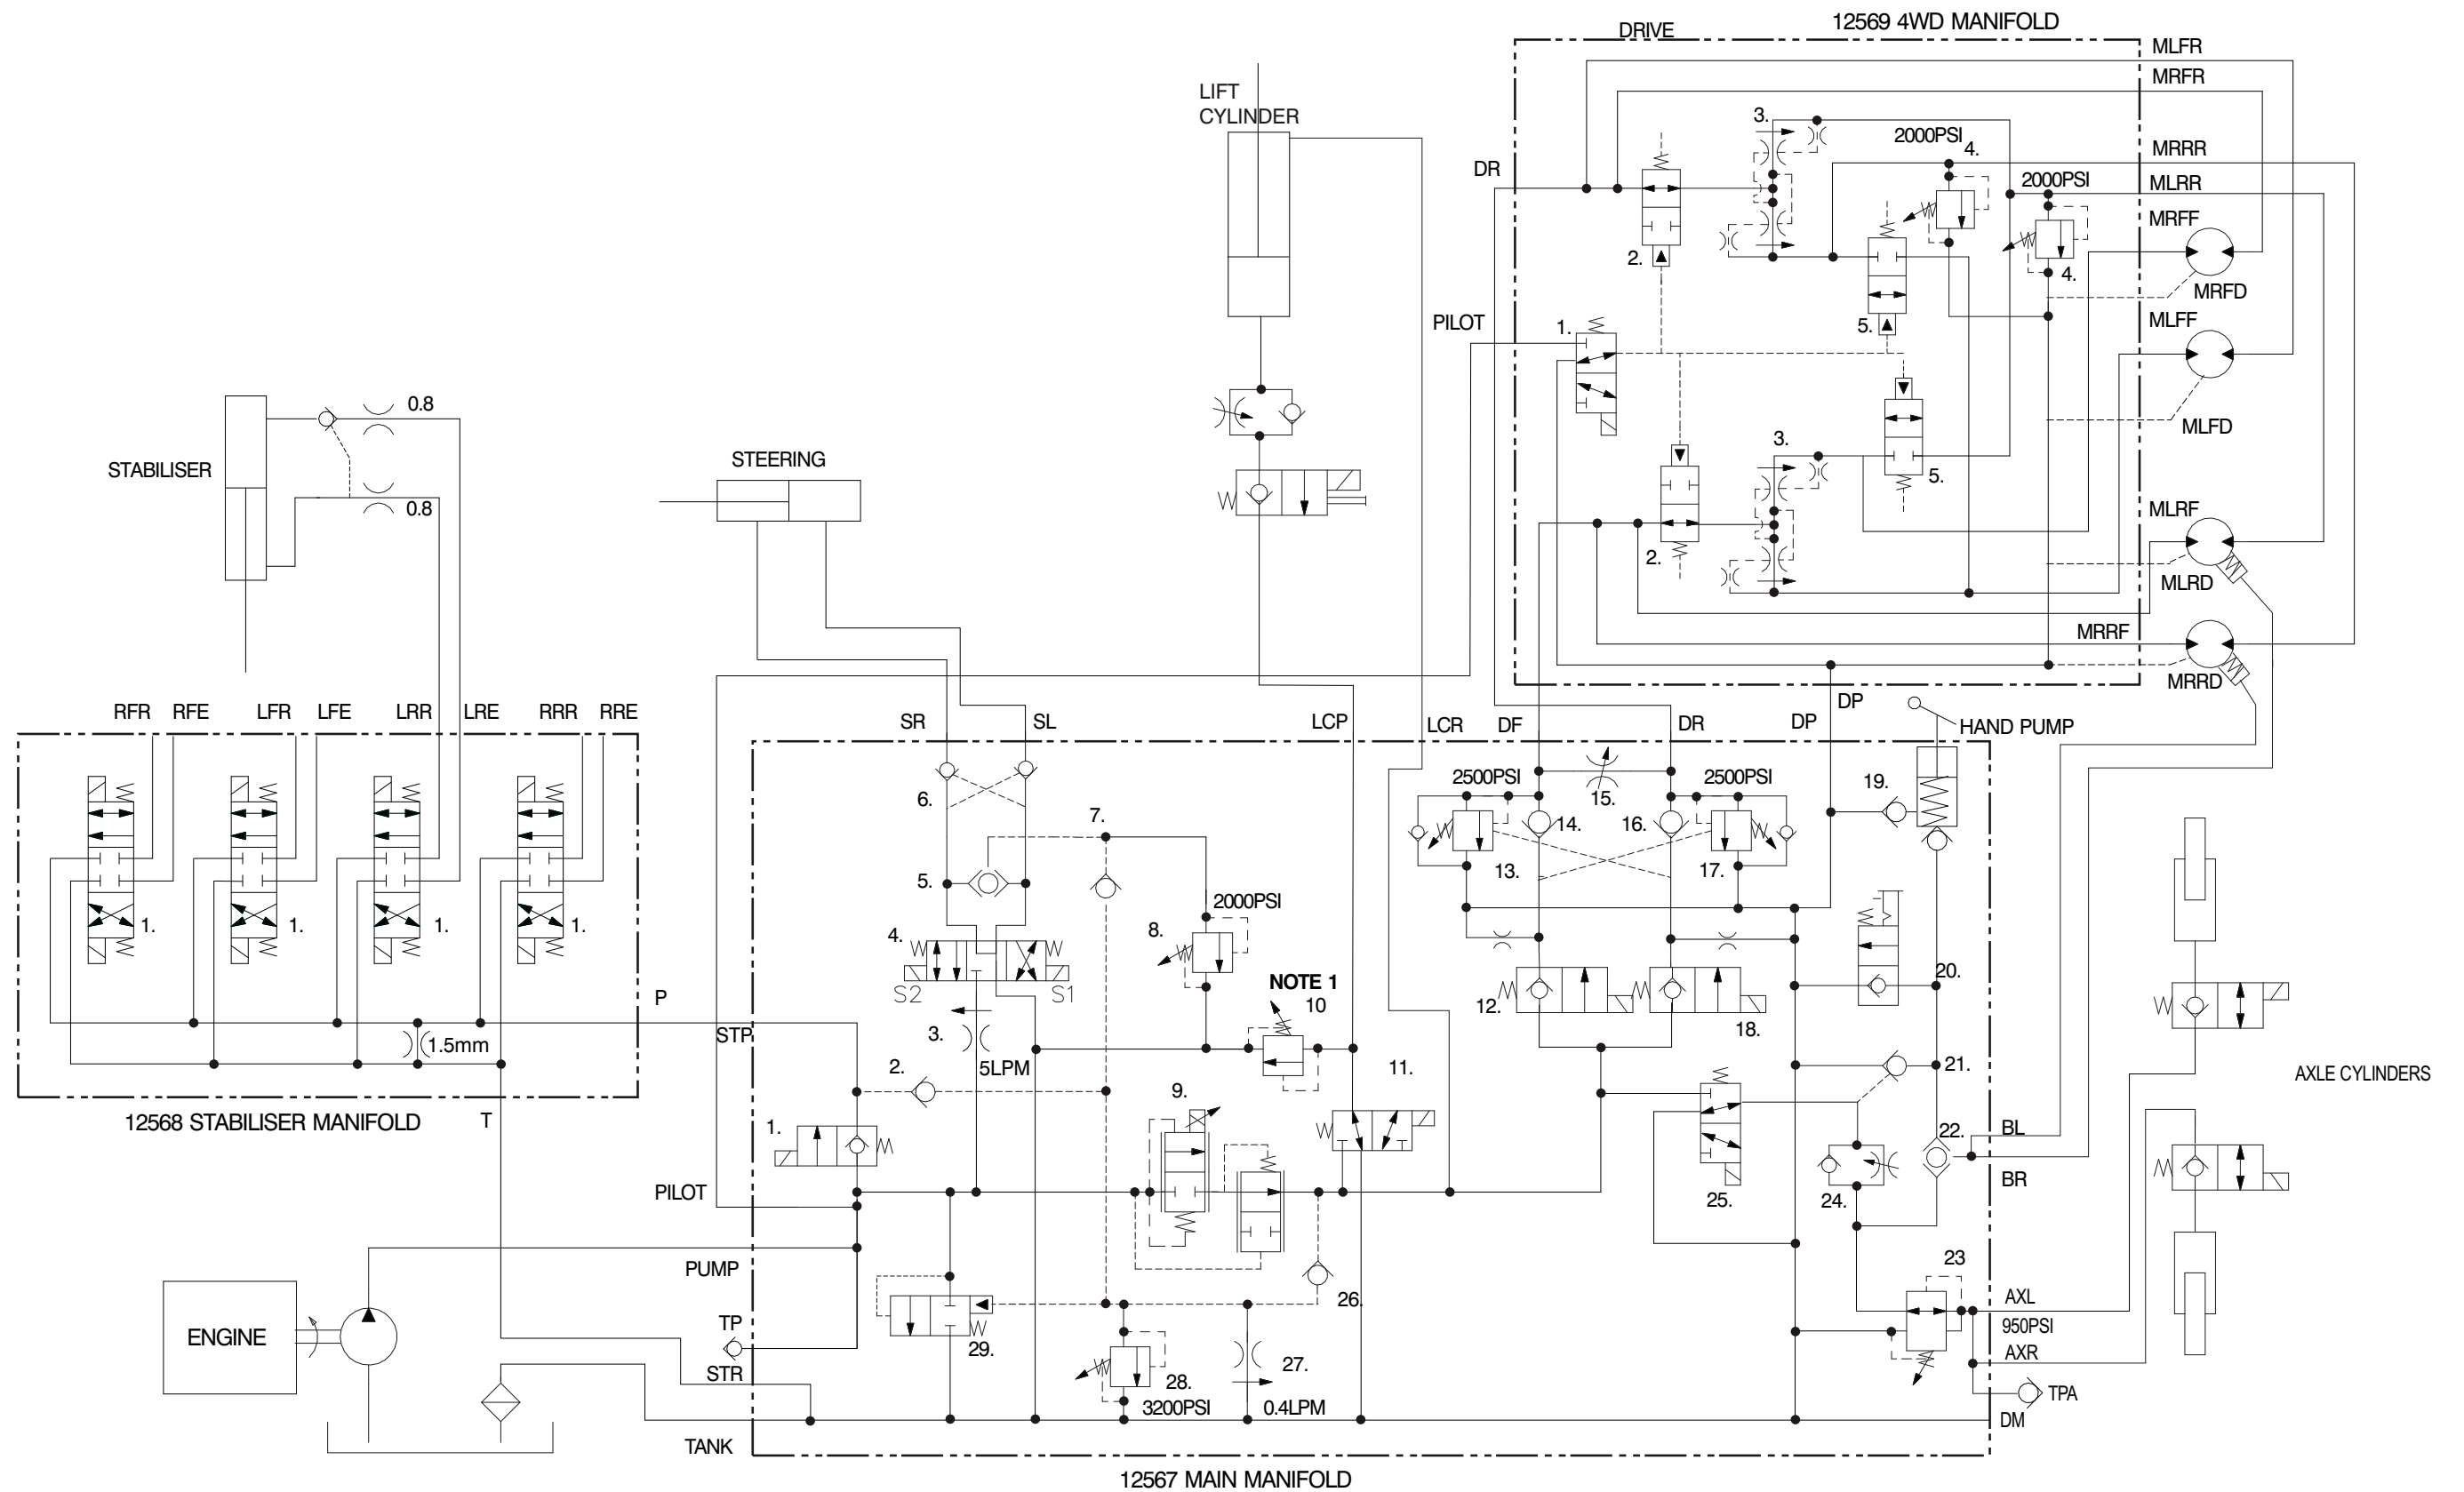 12569 4WD MANIFOLD
DRIVE
MLFR
MRFR
LIFT
CYLINDER
3.
2000PSI
4.
MRRR
DR
2000PSI
MLRR
MRFF
2.
4.
MRFD
PILOT
1.
5.
MLFF
0.8
MLFD
STABILISER
STEERING
3.
5.
0.8
MLRF
2.
MLRD
MRRF
MRRD
RFR
RFE
LFR
LFE
LRR
LRE
RRR
RRE
SR
SL
LCP
LCR
DF
DR
DP
DP
HAND PUMP
6.
7.
2500PSI
15.
2500PSI
19.
14.
16.
5.
13.
17.
2000PSI
1.
1.
1.
1.
4.
8.
S2
S1
NOTE 1
10
12.
18.
20.
P
STP
1.5mm
3.
5LPM
2.
11.
21.
AXLE CYLINDERS
12568 STABILISER MANIFOLD
T
1.
9.
22.
BL
BR
PILOT
25.
24.
PUMP
23
26.
AXL
950PSI
TP
ENGINE
29.
27.
AXR
STR
28.
3200PSI
0.4LPM
TPA
DM
TANK
12567 MAIN MANIFOLD